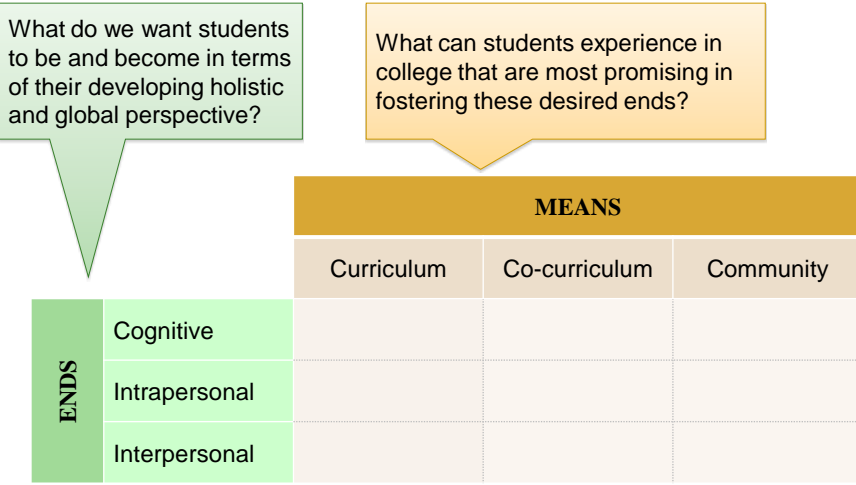 What do we want students
to be and become in terms
of their developing holistic
and global perspective?
What can students experience in
college that are most promising in
fostering these desired ends?
MEANS
Curriculum
Co-curriculum
Community
ENDS
Cognitive
Intrapersonal
Interpersonal